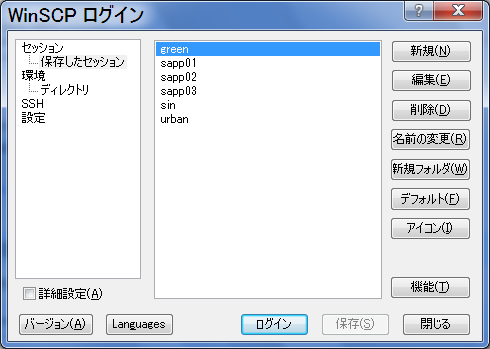 WinSCP ログイン
セッション
保存したセッション
環境
ディレクトリ
SSH
設定
詳細設定(A)
green
sapp01
sapp02
sapp03
sin
urban
新規(N)
編集(E)
削除(D)
名前の変更(R)
新規フォルダ(W)
デフォルト(F)
アイコン(I)
機能(T)
バージョン(A)
Languages
ログイン
保存(S)
閉じる